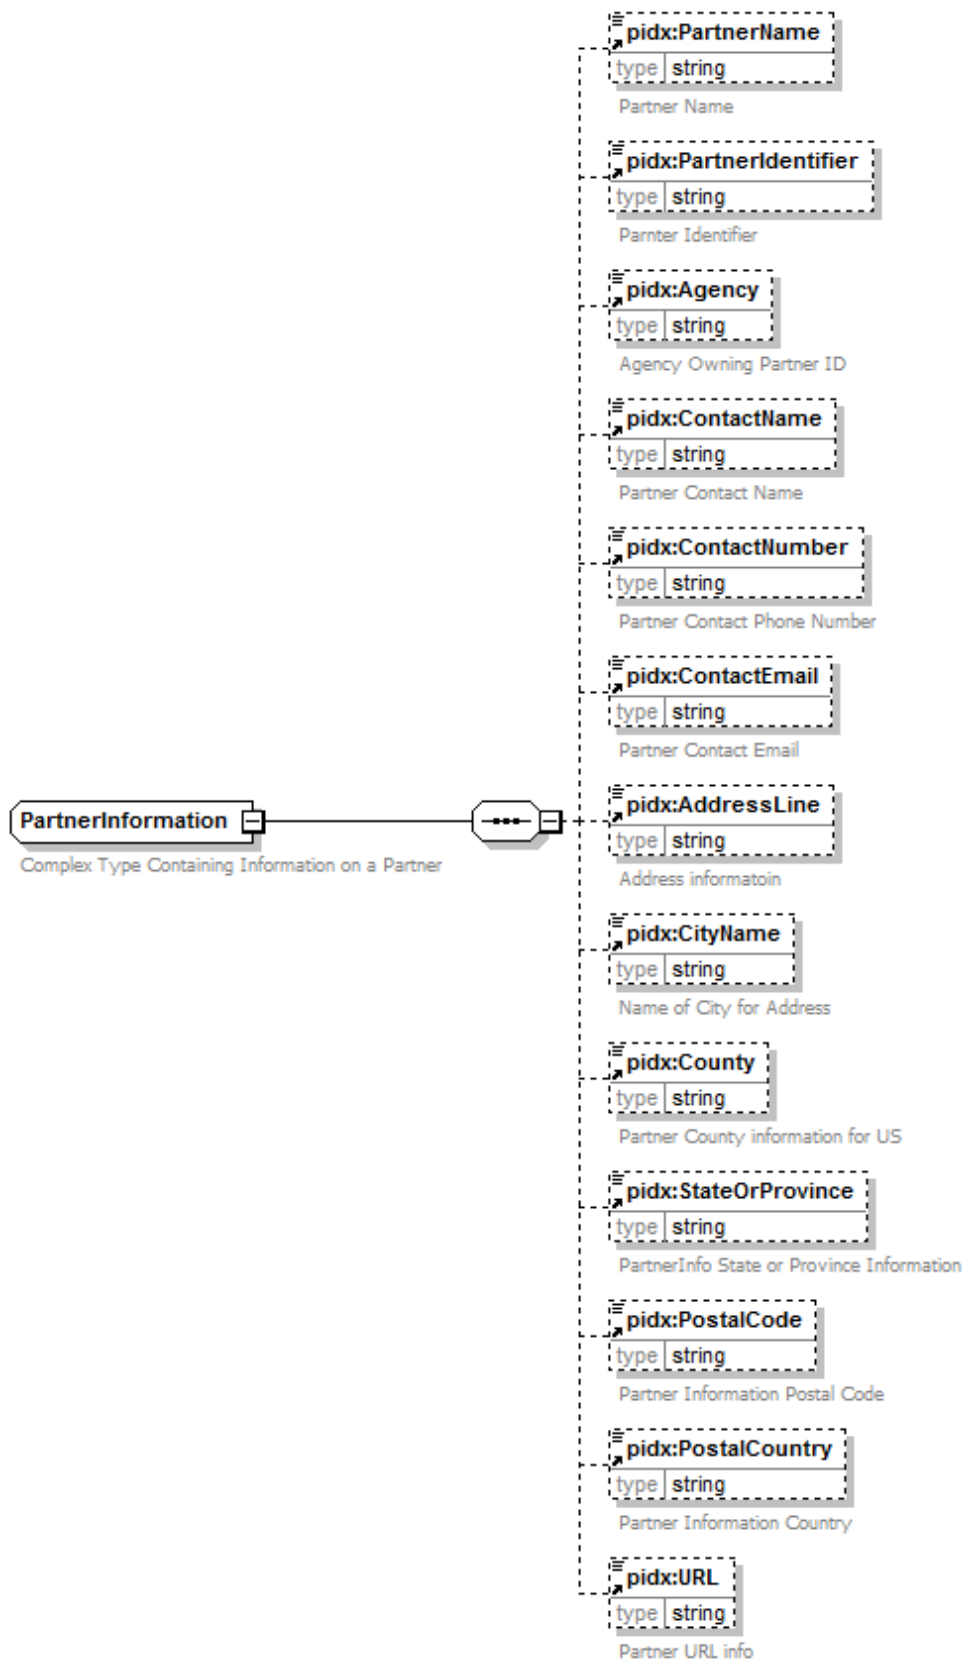 pidx:PartnerName
type string
Partner Name
pidx:PartnerIdentifier
type string
Parnter Identifier
pidx:Agency
type string
Agency Owning Partner ID
pidx:ContactName
type string
Partner Contact Name
pidx:ContactNumber
type string
Partner Contact Phone Number
pidx:ContactEmail
type string
Partner Contact Email
PartnerInformation
Complex Type Containing Information on a Partner
pidx:AddressLine
type string
Address informatoin
pidx:CityName
type string
Name of City for Address
pidx:County
type string
Partner County information for US
pidx:StateOrProvince
type string
PartnerInfo State or Province Information
pidx:PostalCode
type string
Partner Information Postal Code
pidx:PostalCountry
type string
Partner Information Country
pidx:URL
type string
Partner URL info